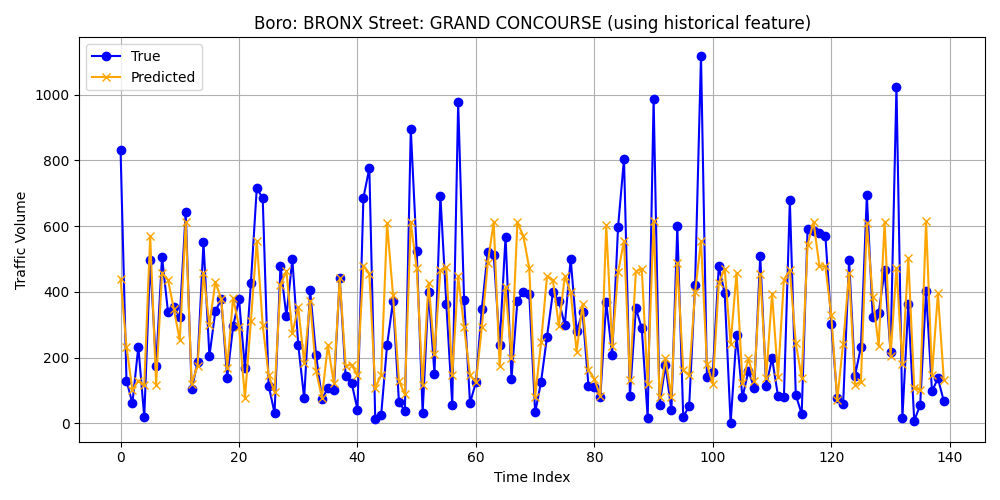 Boro: BRONX Street: GRAND CONCOURSE (using historical feature)
True
Predicted
Traffic Volume
1000
800
600
400
200
0
0 20 40 60 80 100 120 140
Time Index